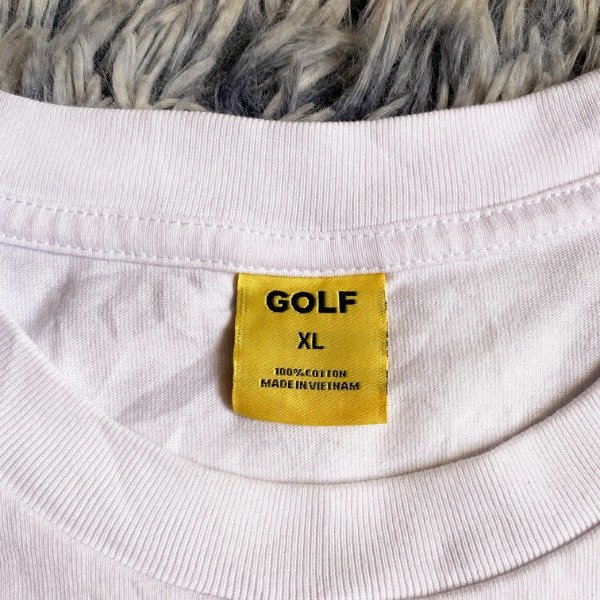 GOLF
XL
100% COTTON
MADE IN VIETNAM